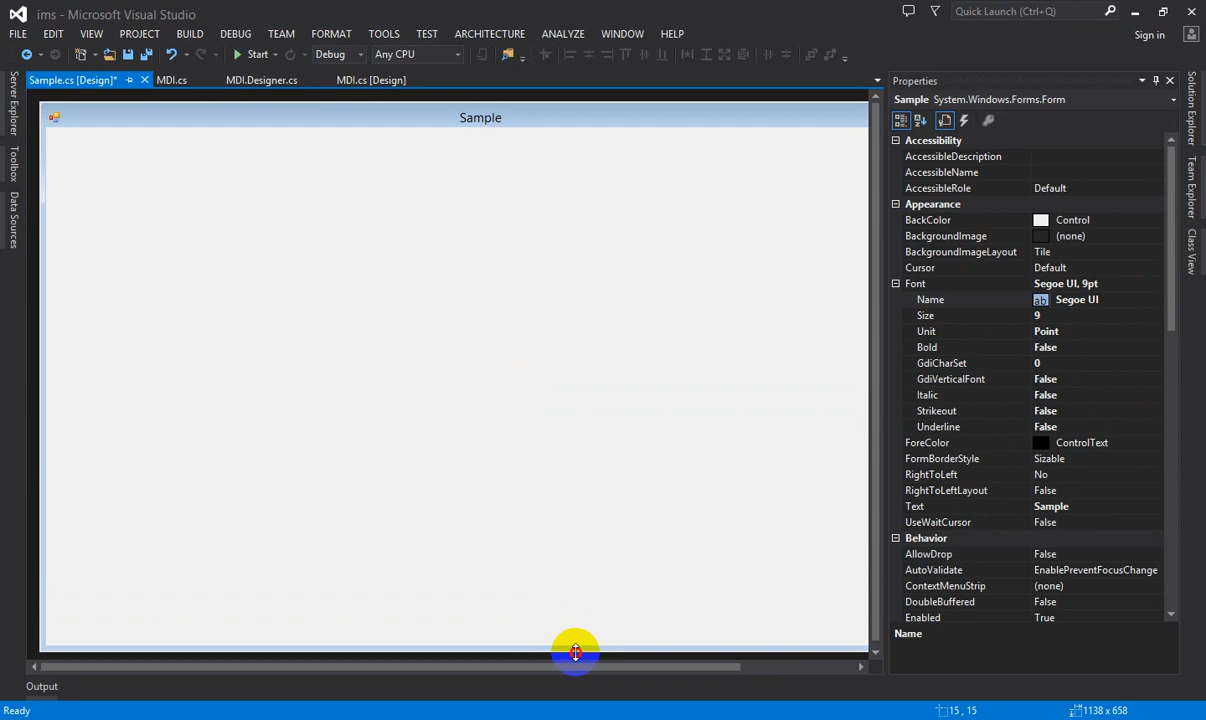 ims - Microsoft Visual Studio
Quick Launch (Ctrl+Q)
FILE EDIT VIEW PROJECT BUILD DEBUG TEAM FORMAT TOOLS TEST ARCHITECTURE ANALYZE WINDOW HELP
Sign in
Start Debug Any CPU
Server Explorer
Toolbox
Data Sources
Sample.cs [Design]* MDI.cs MDI.Designer.cs MDI.cs [Design]
Sample
Properties
Sample System.Windows.Forms.Form
Accessibility
AccessibleDescription
AccessibleName
AccessibleRole Default
Appearance
BackColor Control
BackgroundImage (none)
BackgroundImageLayout Tile
Cursor Default
Font Segoe UI, 9pt
Name ab Segoe UI
Size 9
Unit Point
Bold False
GdiCharSet 0
GdiVerticalFont False
Italic False
Strikeout False
Underline False
ForeColor ControlText
FormBorderStyle Sizable
RightToLeft No
RightToLeftLayout False
Text Sample
UseWaitCursor False
Behavior
AllowDrop False
AutoValidate EnablePreventFocusChange
ContextMenuStrip (none)
DoubleBuffered False
Enabled True
Name
Solution Explorer
Team Explorer
Class View
Output
Ready 15 , 15 1138 x 658